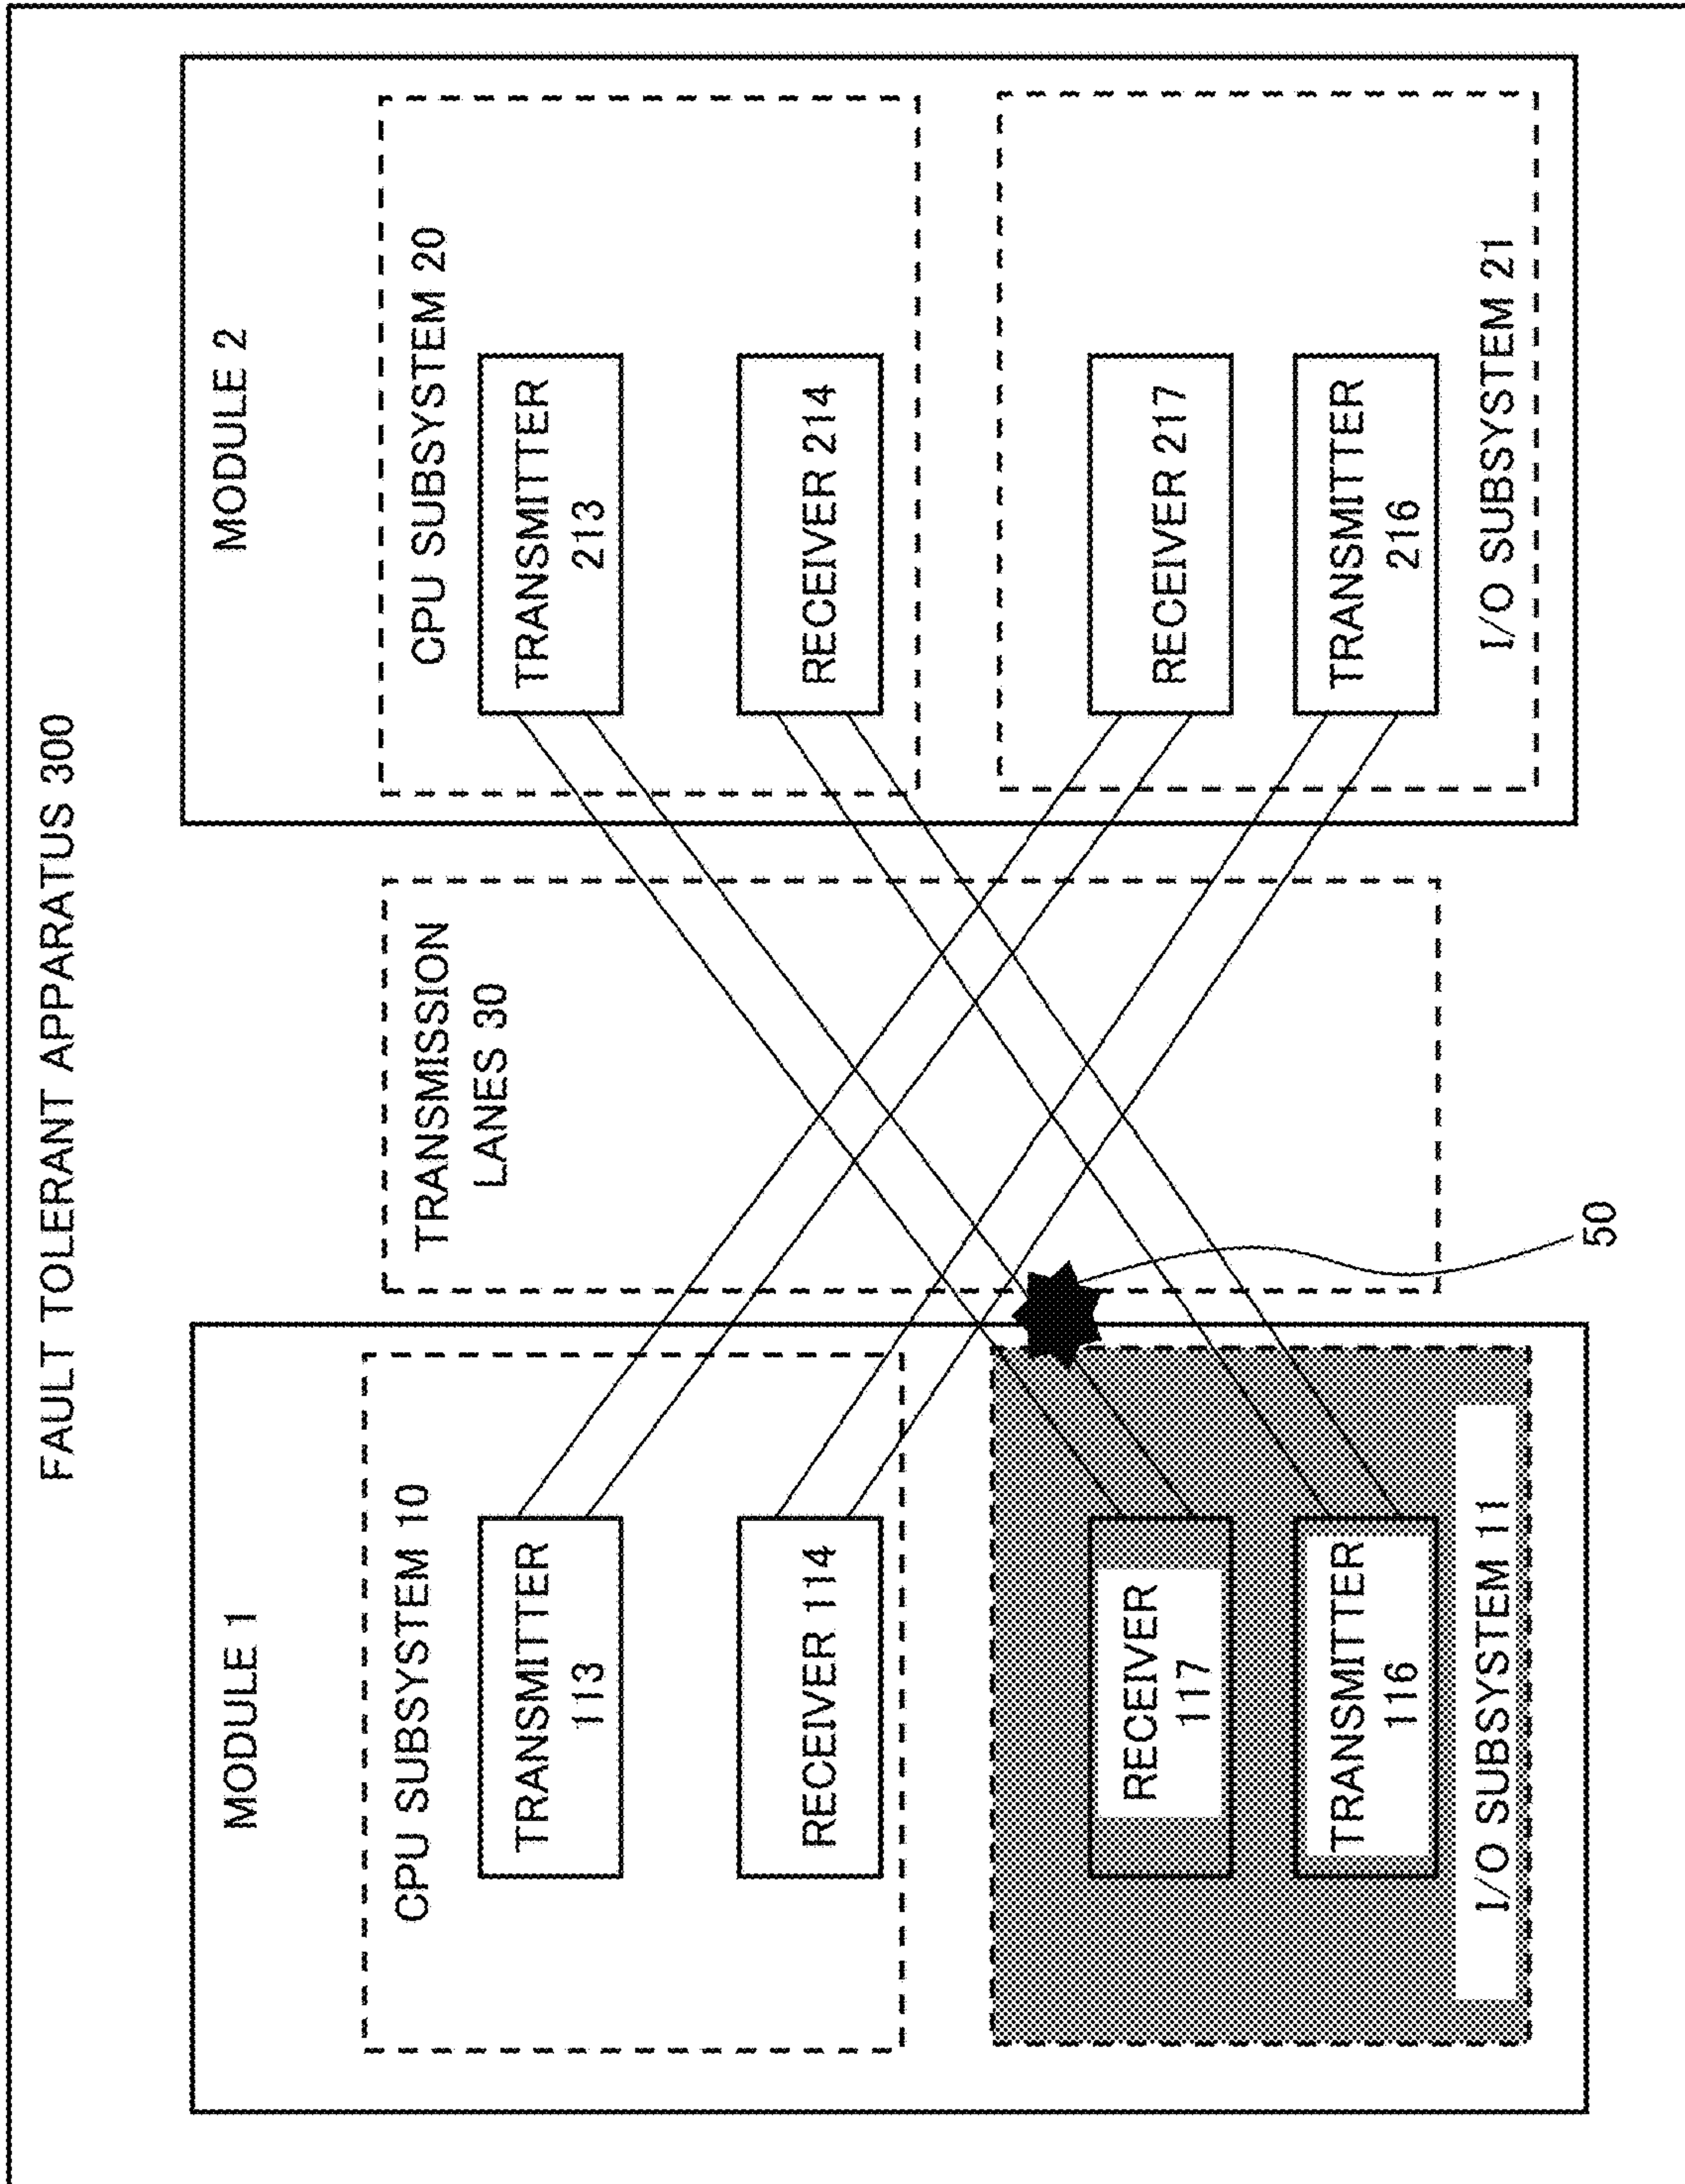 FAULT TOLERANT APPARATUS 300
MODULE 1
CPU SUBSYSTEM 10
TRANSMITTER
113
RECEIVER 114
RECEIVER
117
TRANSMITTER
116
I/O SUBSYSTEM 11
TRANSMISSION
LANES 30
50
MODULE 2
CPU SUBSYSTEM 20
TRANSMITTER
213
RECEIVER 214
RECEIVER 217
TRANSMITTER
216
I/O SUBSYSTEM 21